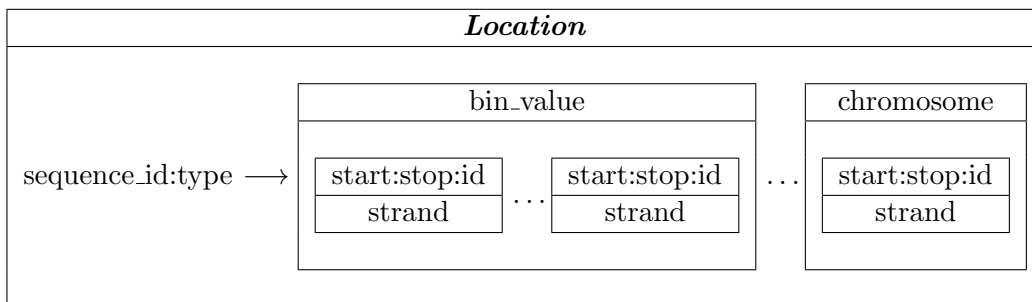 Location
bin_value chromosome
sequence_id:type ⟶ start:stop:id ... start:stop:id ... start:stop:id
strand strand strand